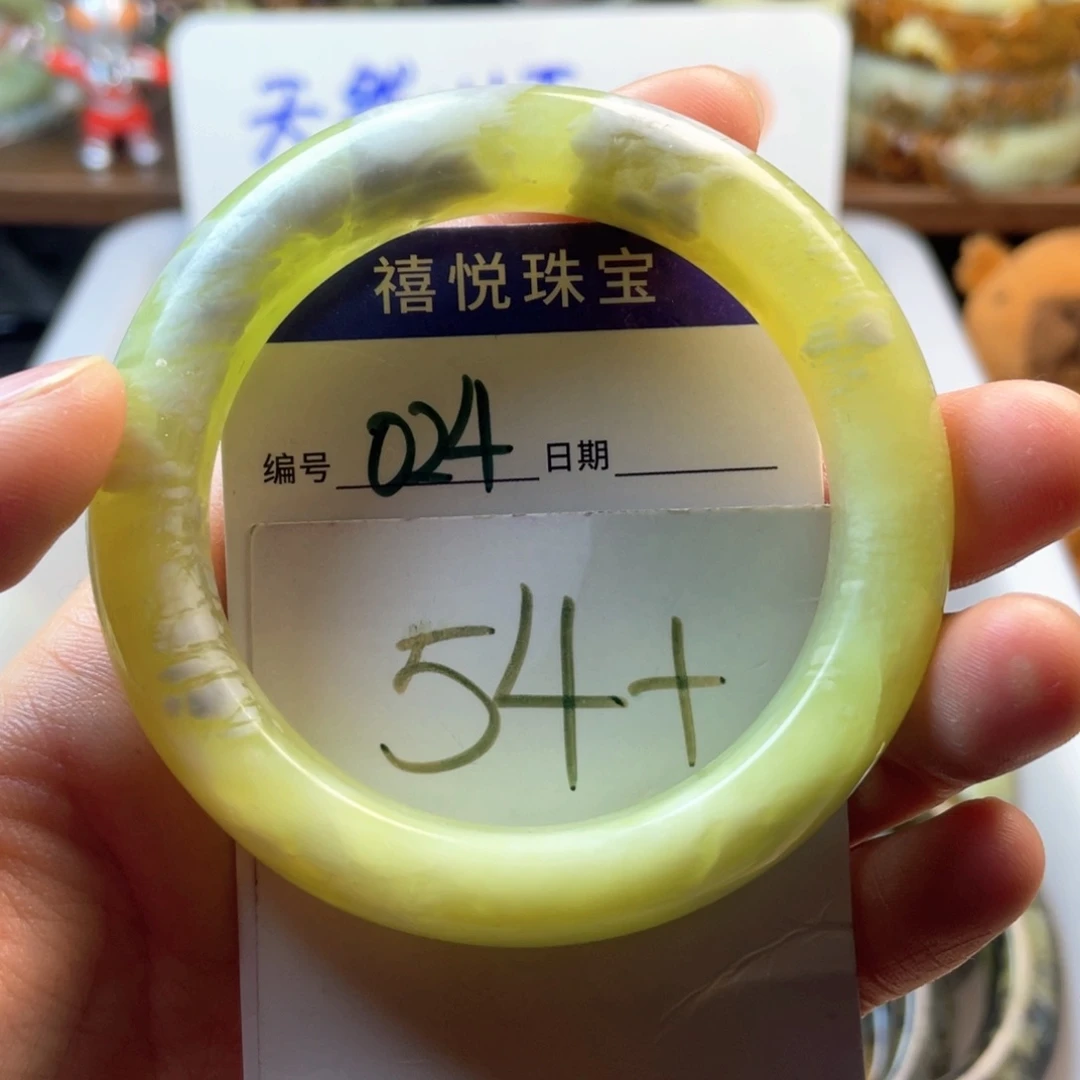 天然
禧悦珠宝
编号 024 日期
54+